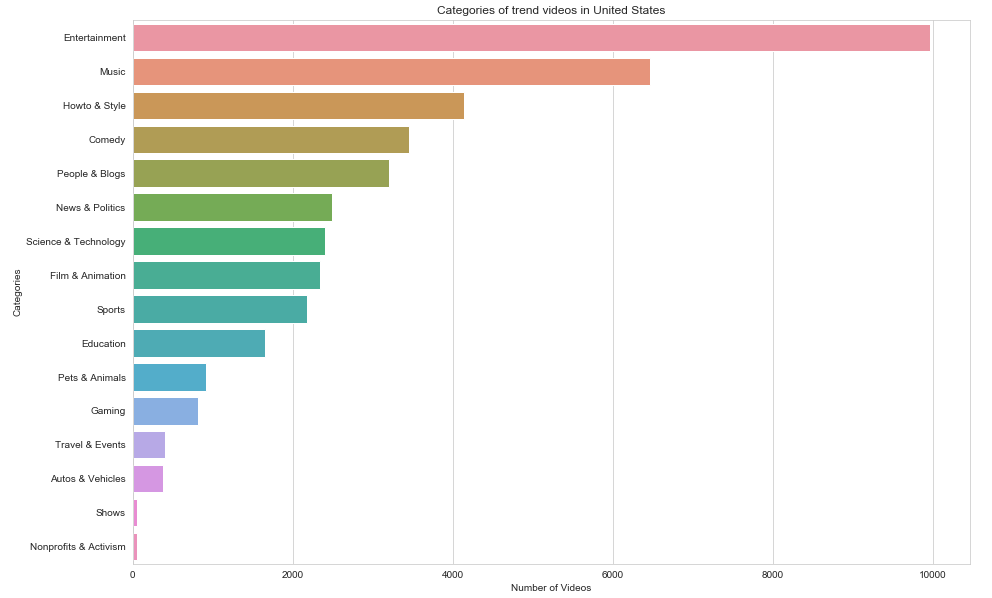 Categories of trend videos in United States
Entertainment
Music
Howto & Style
Comedy
People & Blogs
News & Politics
Science & Technology
Film & Animation
Sports
Education
Pets & Animals
Gaming
Travel & Events
Autos & Vehicles
Shows
Nonprofits & Activism
Categories
0 2000 4000 6000 8000 10000
Number of Videos